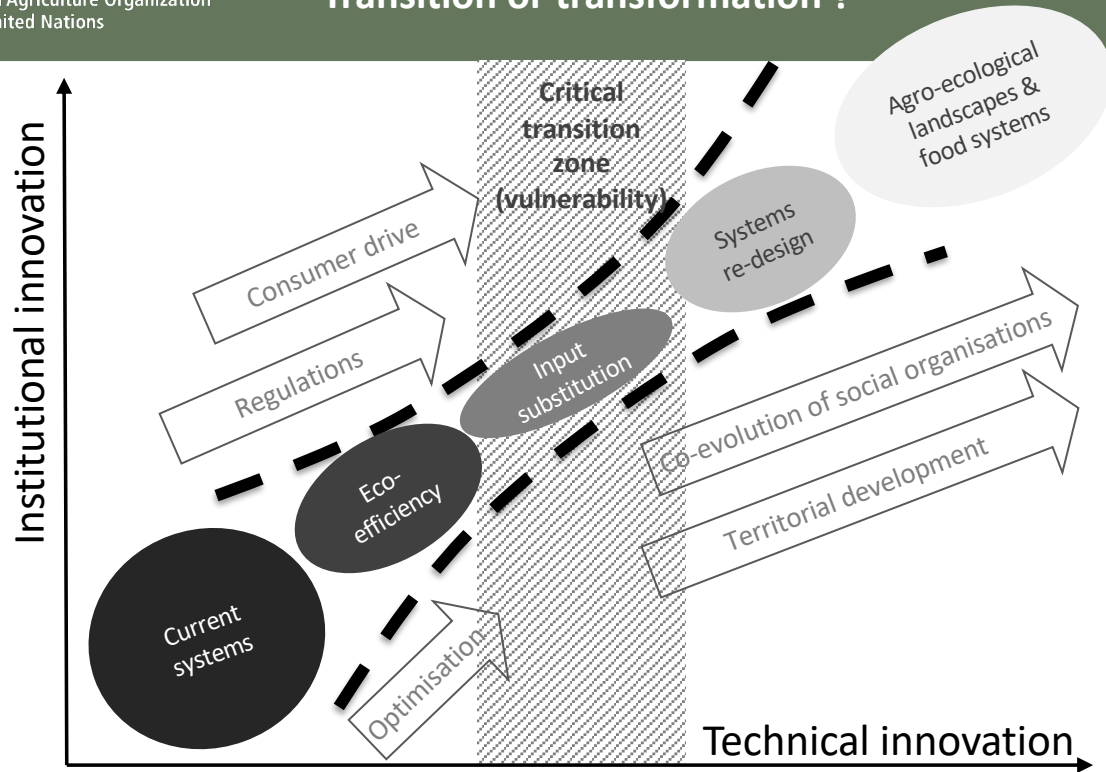 Agriculture Organization
United Nations
Transition or transformation ?
Institutional innovation
Critical
transition
zone
(vulnerability)
Agro-ecological
landscapes &
food systems
Systems
re-design
Consumer drive
Regulations
Input
substitution
Eco-
efficiency
Current
systems
Optimisation
Co-evolution of social organisations
Territorial development
Technical innovation